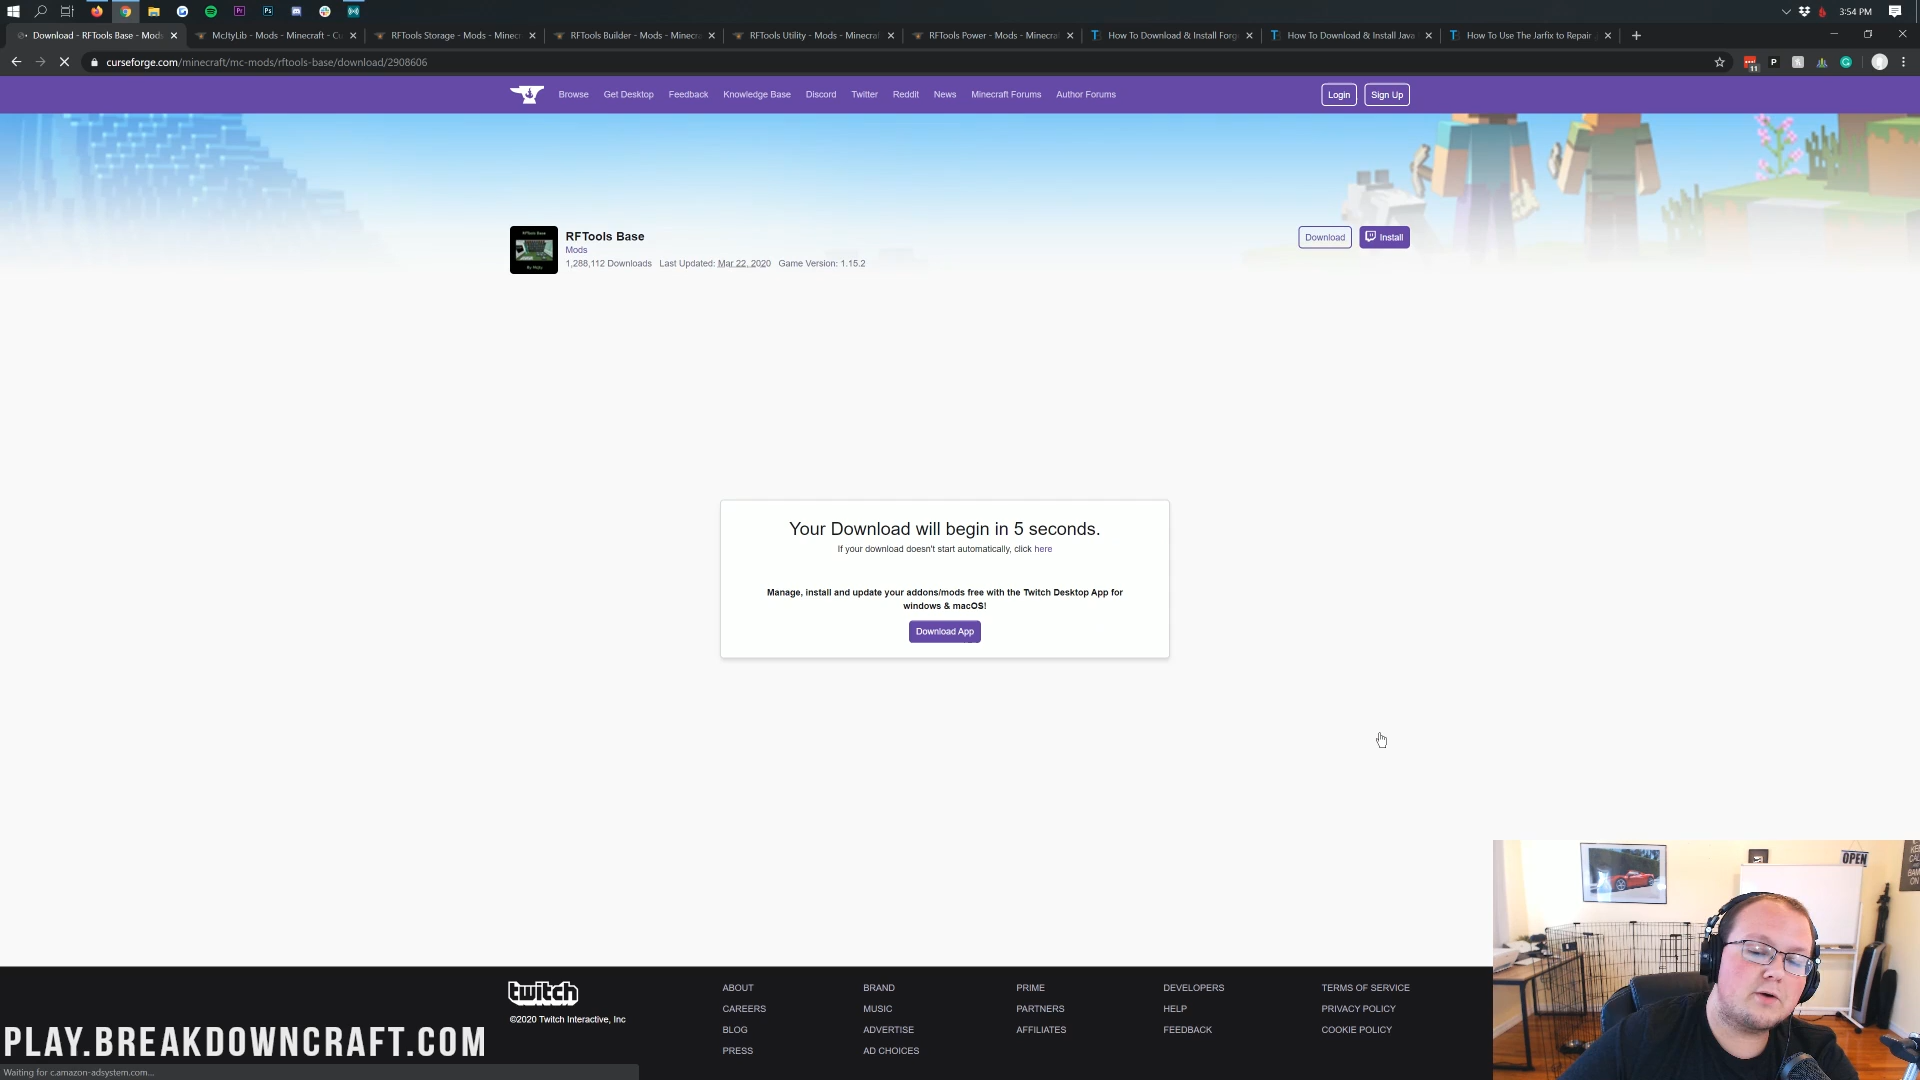 3:54 PM
Download - RFTools Base - Mods
McJtyLib - Mods - Minecraft - Cu
RFTools Storage - Mods - Minecr
RFTools Builder - Mods - Minecra
RFTools Utility - Mods - Minecraf
RFTools Power - Mods - Minecraf
How To Download & Install Forg
How To Download & Install Java
How To Use The Jarfix to Repair
curseforge.com/minecraft/mc-mods/rftools-base/download/2908606
11
Browse
Get Desktop
Feedback
Knowledge Base
Discord
Twitter
Reddit
News
Minecraft Forums
Author Forums
Login
Sign Up
RFTools Base
Mods
1,288,112 Downloads Last Updated: Mar 22, 2020 Game Version: 1.15.2
Download
Install
Your Download will begin in 5 seconds.
If your download doesn't start automatically, click here
Manage, install and update your addons/mods free with the Twitch Desktop App for
windows & macOS!
Download App
OPEN
twitch
©2020 Twitch Interactive, Inc
ABOUT
CAREERS
BLOG
PRESS
BRAND
MUSIC
ADVERTISE
AD CHOICES
PRIME
PARTNERS
AFFILIATES
DEVELOPERS
HELP
FEEDBACK
TERMS OF SERVICE
PRIVACY POLICY
COOKIE POLICY
PLAY.BREAKDOWNCRAFT.COM
Waiting for c.amazon-adsystem.com...